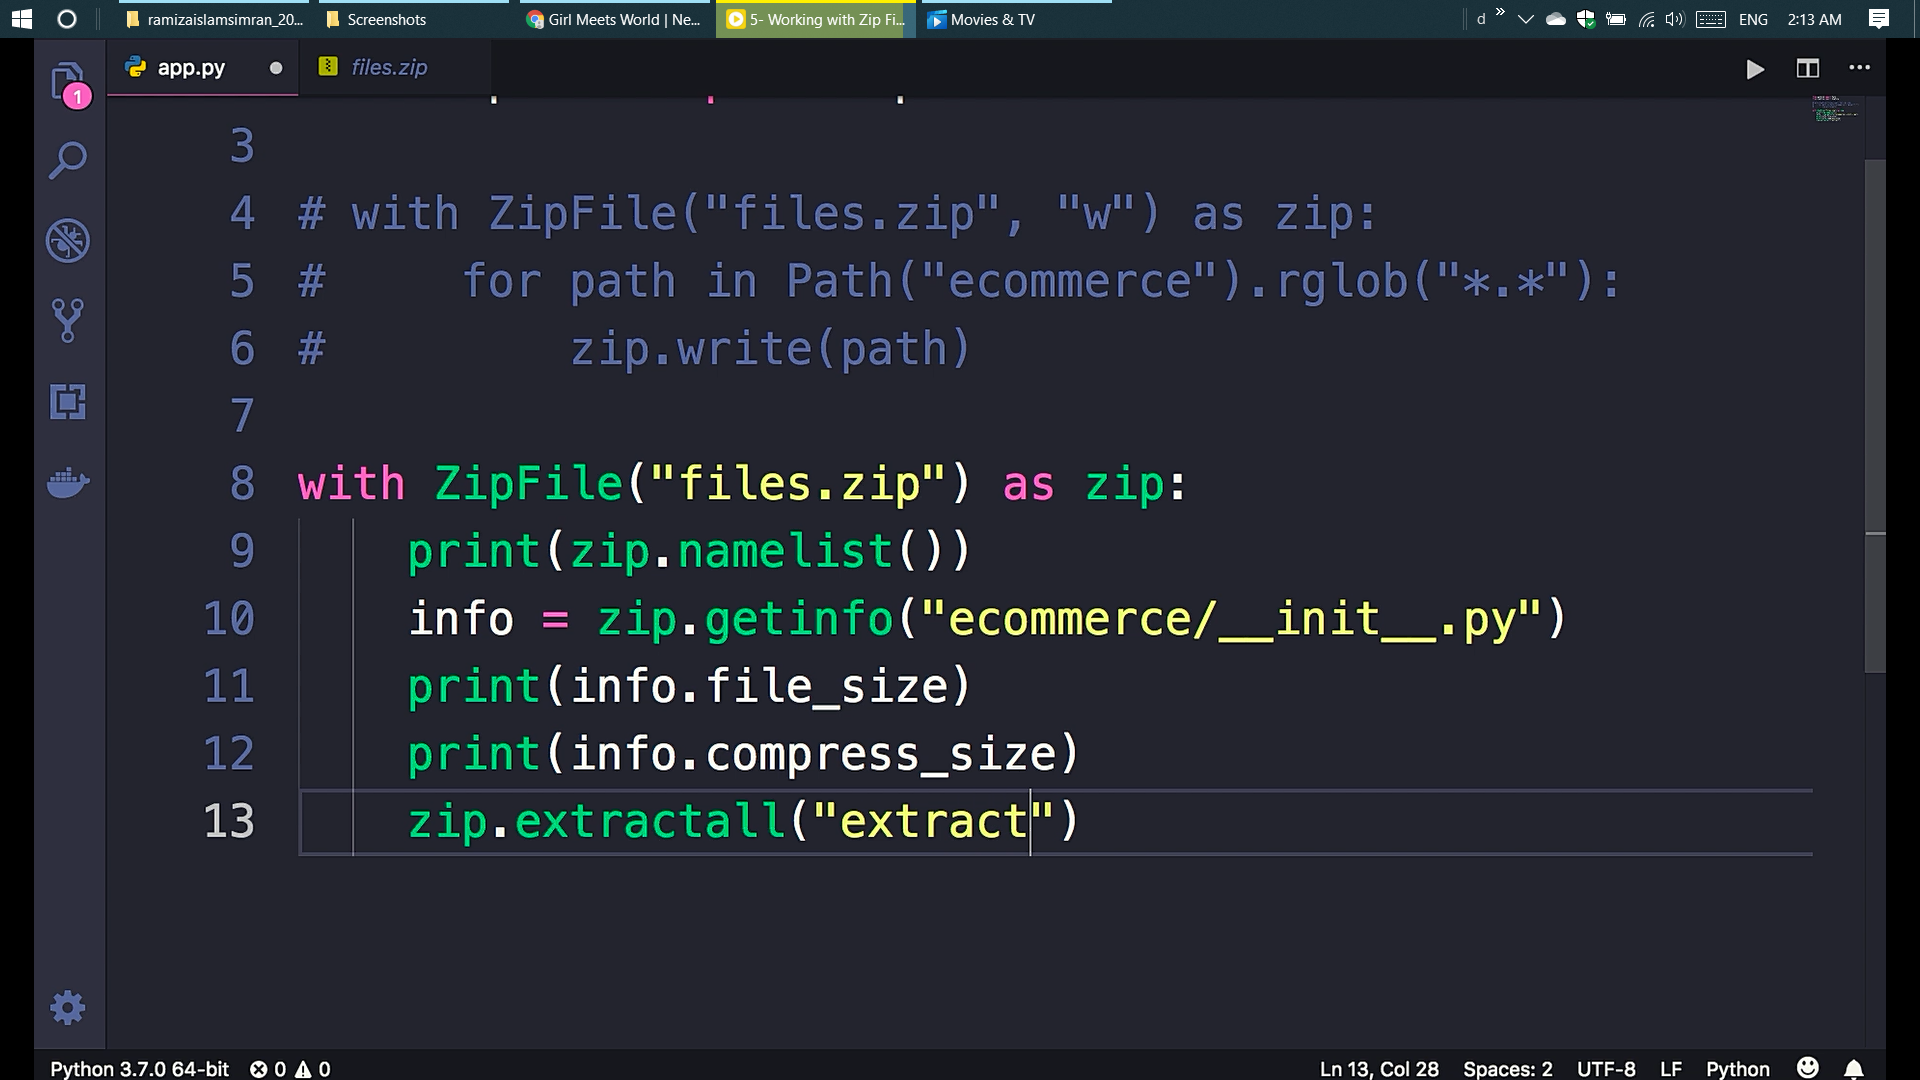 ramizaislamsimran_20...
Screenshots
Girl Meets World | Ne...
5- Working with Zip Fi...
Movies & TV
d
ENG
2:13 AM
app.py
files.zip
1
3
4 # with ZipFile("files.zip", "w") as zip:
5 #     for path in Path("ecommerce").rglob("*.*"):
6 #         zip.write(path)
7
8 with ZipFile("files.zip") as zip:
9     print(zip.namelist())
10     info = zip.getinfo("ecommerce/__init__.py")
11     print(info.file_size)
12     print(info.compress_size)
13     zip.extractall("extract")
Python 3.7.0 64-bit
0
0
Ln 13, Col 28
Spaces: 2
UTF-8
LF
Python